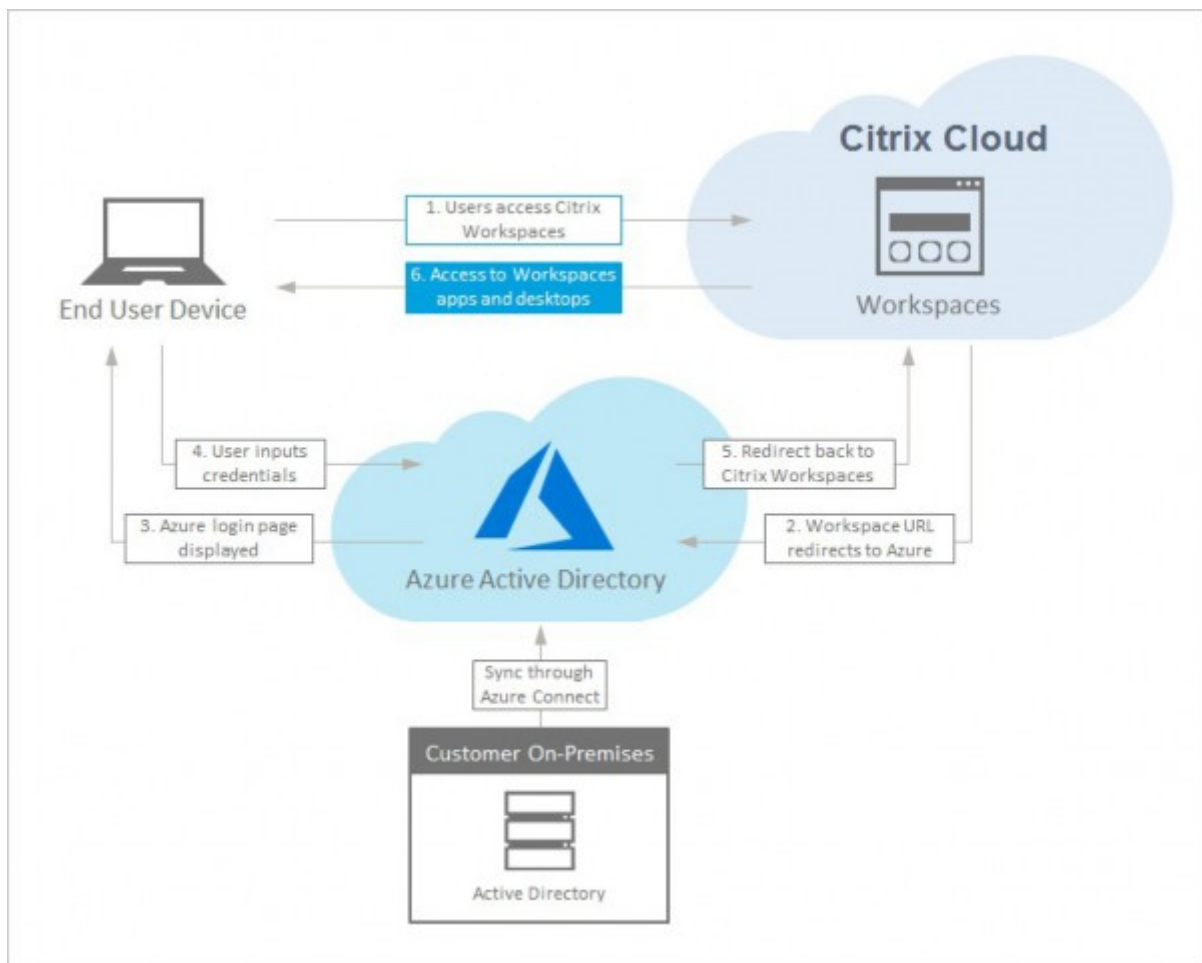 Citrix Cloud
1. Users access Citrix
Workspaces
6. Access to Workspaces
apps and desktops
End User Device
Workspaces
4. User inputs
credentials
5. Redirect back to
Citrix Workspaces
3. Azure login page
displayed
2. Workspace URL
redirects to Azure
Azure Active Directory
Sync through
Azure Connect
Customer On-Premises
Active Directory